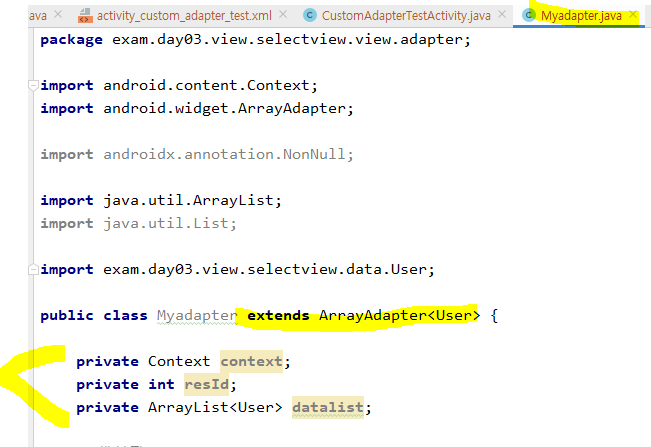 ava activity_custom_adapter_test.xml CustomAdapterTestActivity.java Myadapter.java
package exam.day03.view.selectview.view.adapter;
import android.content.Context;
import android.widget.ArrayAdapter;
import androidx.annotation.NonNull;
import java.util.ArrayList;
import java.util.List;
import exam.day03.view.selectview.data.User;
public class Myadapter extends ArrayAdapter<User> {
private Context context;
private int resId;
private ArrayList<User> datalist;